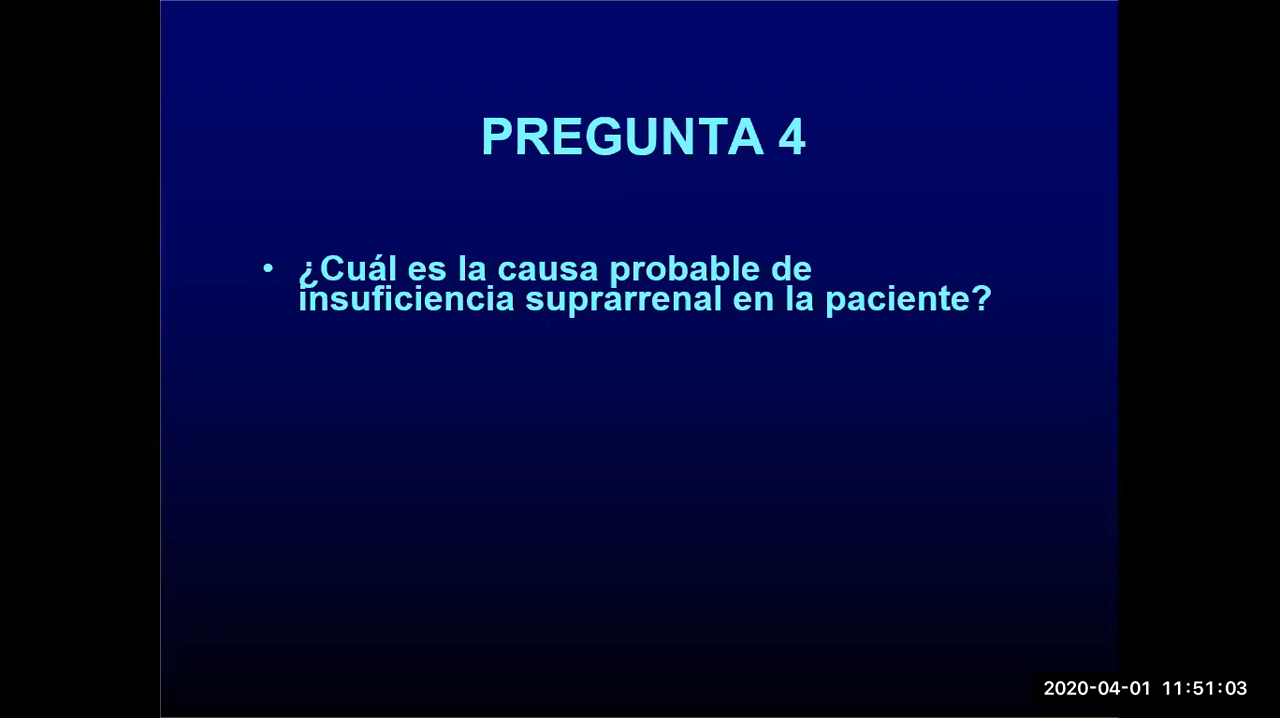 PREGUNTA 4
• ¿Cuál es la causa probable de
insuficiencia suprarrenal en la paciente?
2020-04-01 11:51:03